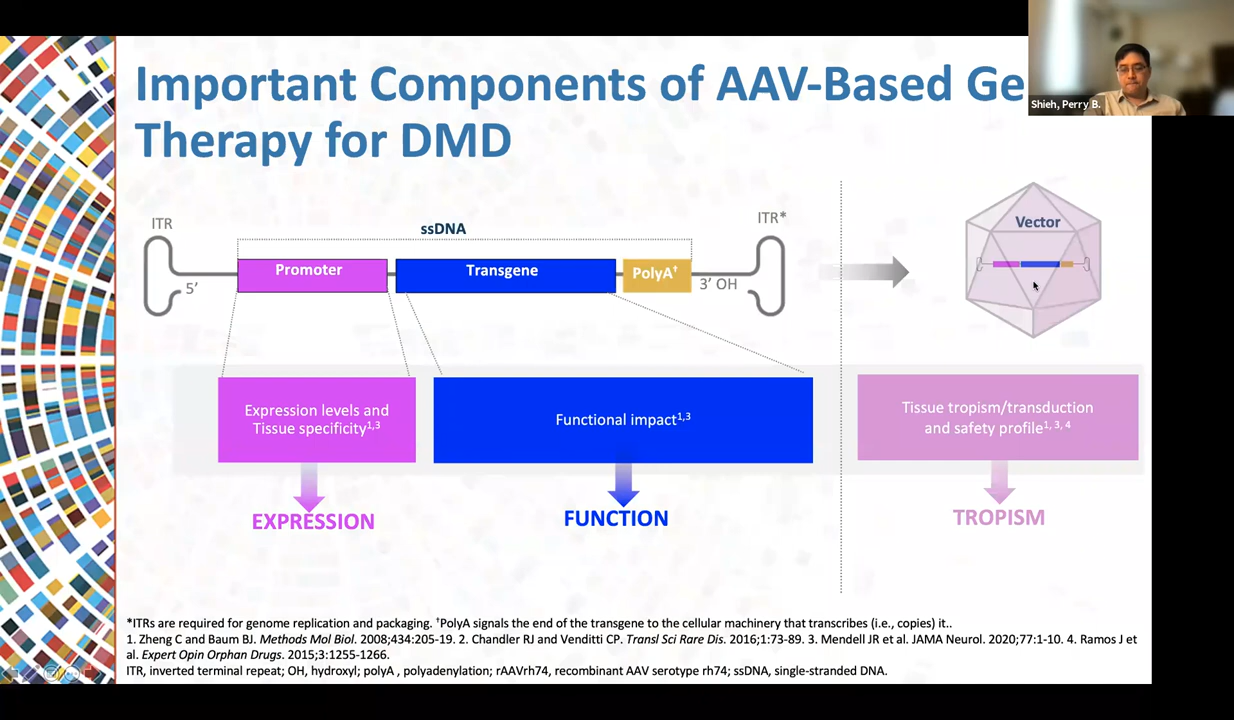 Important Components of AAV-Based Ge
Therapy for DMD
Shieh, Perry B.
ITR
ssDNA
ITR*
Promoter
Transgene
PolyA†
5’
3’ OH
Vector
Expression levels and
Tissue specificity1,3
Functional impact1,3
Tissue tropism/transduction
and safety profile1, 3, 4
EXPRESSION
FUNCTION
TROPISM
*ITRs are required for genome replication and packaging. †PolyA signals the end of the transgene to the cellular machinery that transcribes (i.e., copies) it..
1. Zheng C and Baum BJ. Methods Mol Biol. 2008;434:205-19. 2. Chandler RJ and Venditti CP. Transl Sci Rare Dis. 2016;1:73-89. 3. Mendell JR et al. JAMA Neurol. 2020;77:1-10. 4. Ramos J et
al. Expert Opin Orphan Drugs. 2015;3:1255-1266.
ITR, inverted terminal repeat; OH, hydroxyl; polyA , polyadenylation; rAAVrh74, recombinant AAV serotype rh74; ssDNA, single-stranded DNA.